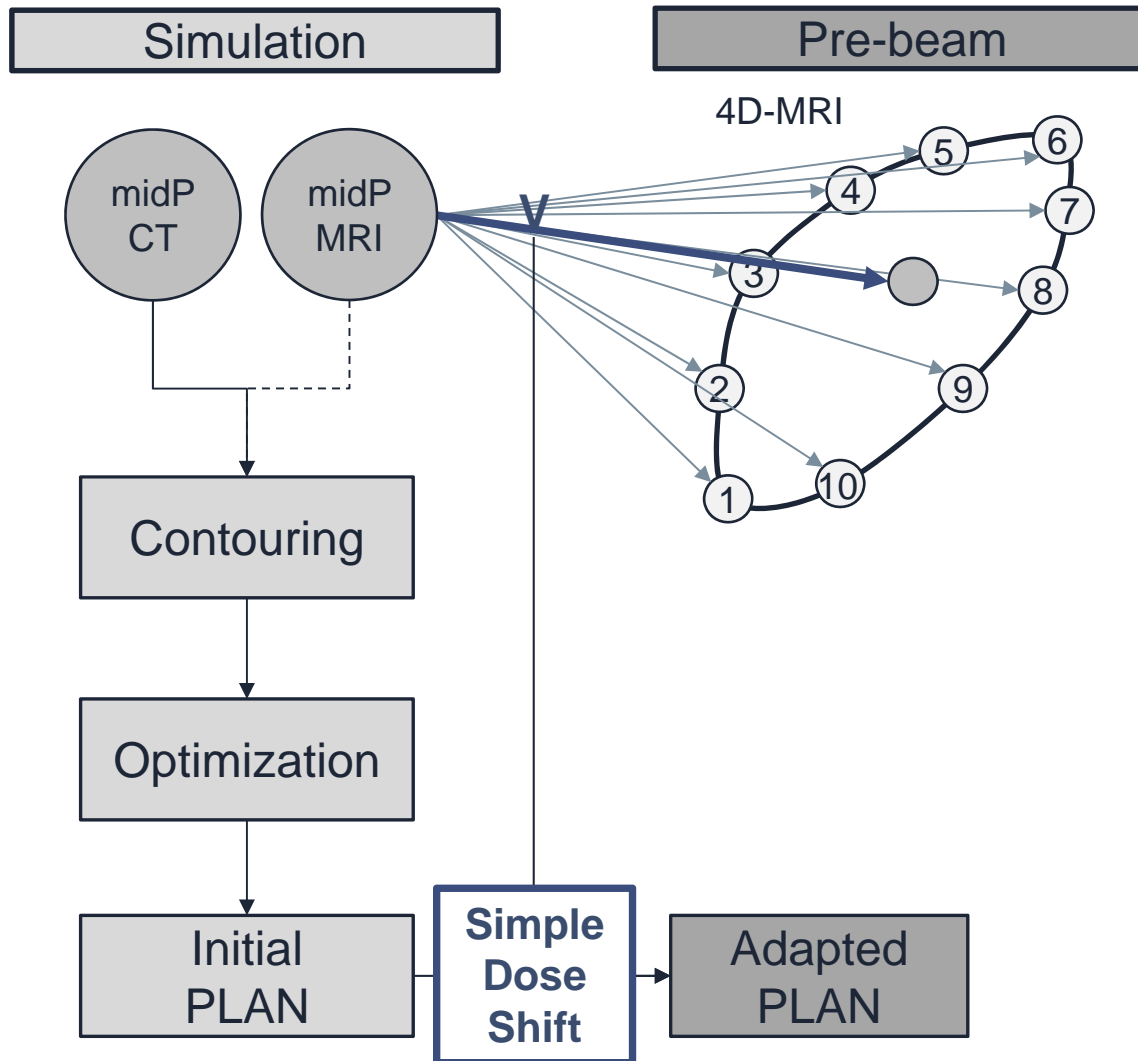 Simulation
Pre-beam
4D-MRI
midP
CT
midP
MRI
V
5
6
4
7
3
8
2
9
1
10
Contouring
Optimization
Initial
PLAN
Simple
Dose
Shift
Adapted
PLAN